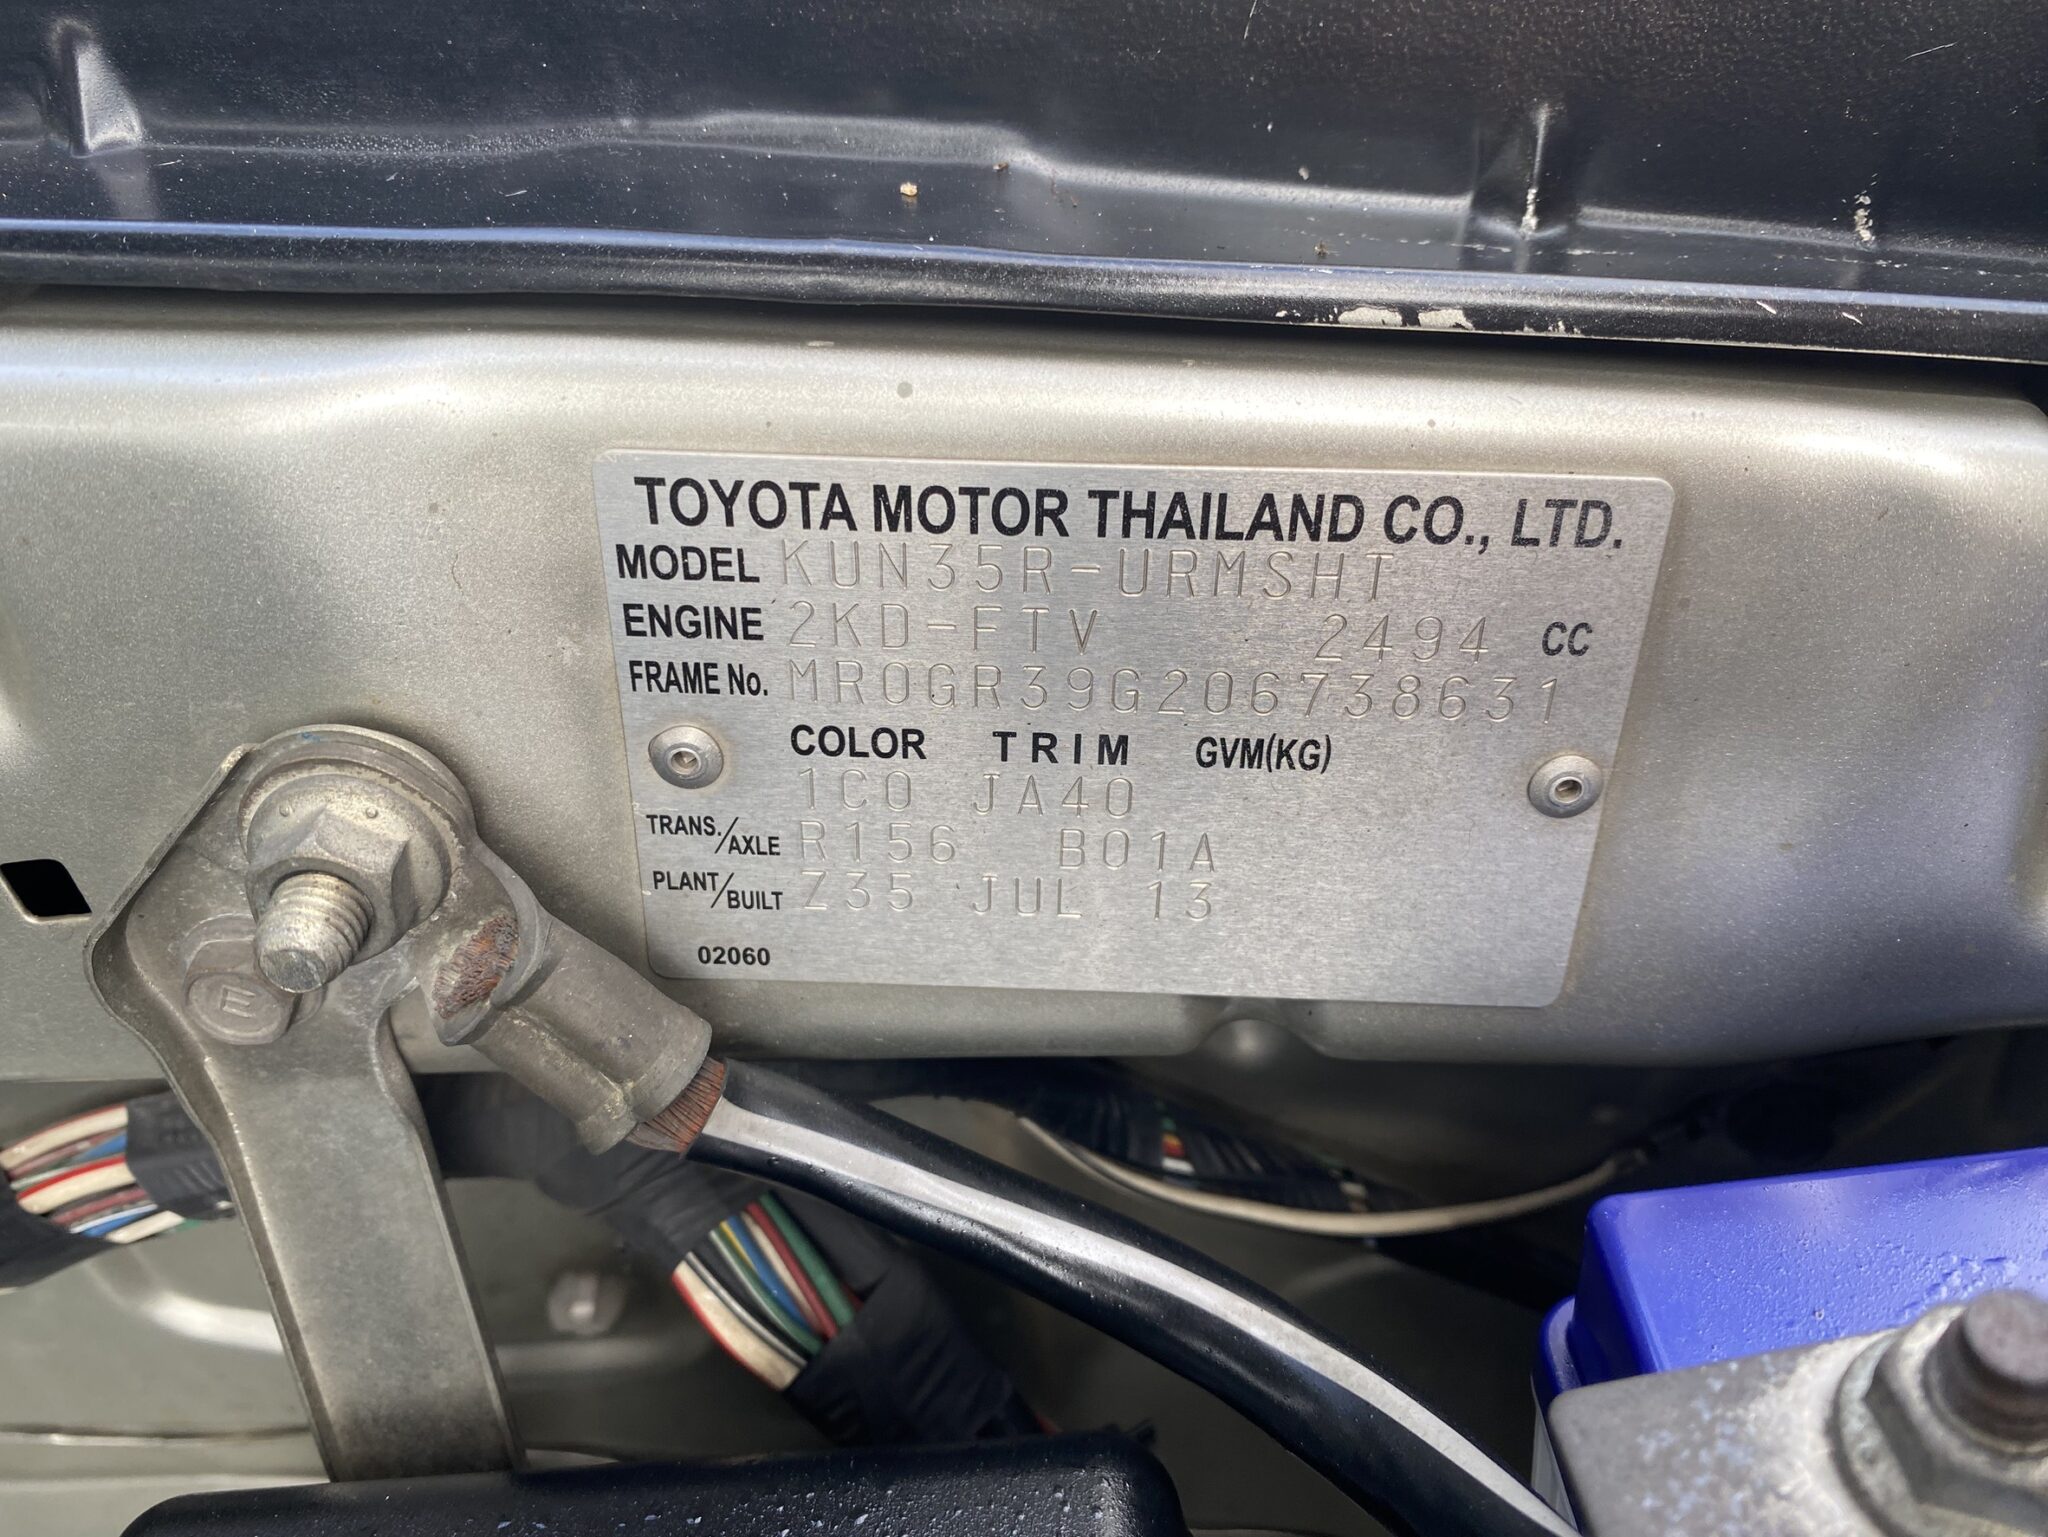 TOYOTA MOTOR THAILAND CO., LTD.
MODEL KUN35R-URMSHT
ENGINE 2KD-FTV 2494 CC
FRAME No. MR0GR39G206738631
COLOR TRIM GVM(KG)
1C0 JA40
TRANS./AXLE R156 B01A
PLANT/BUILT Z35 JUL 13
02060
E